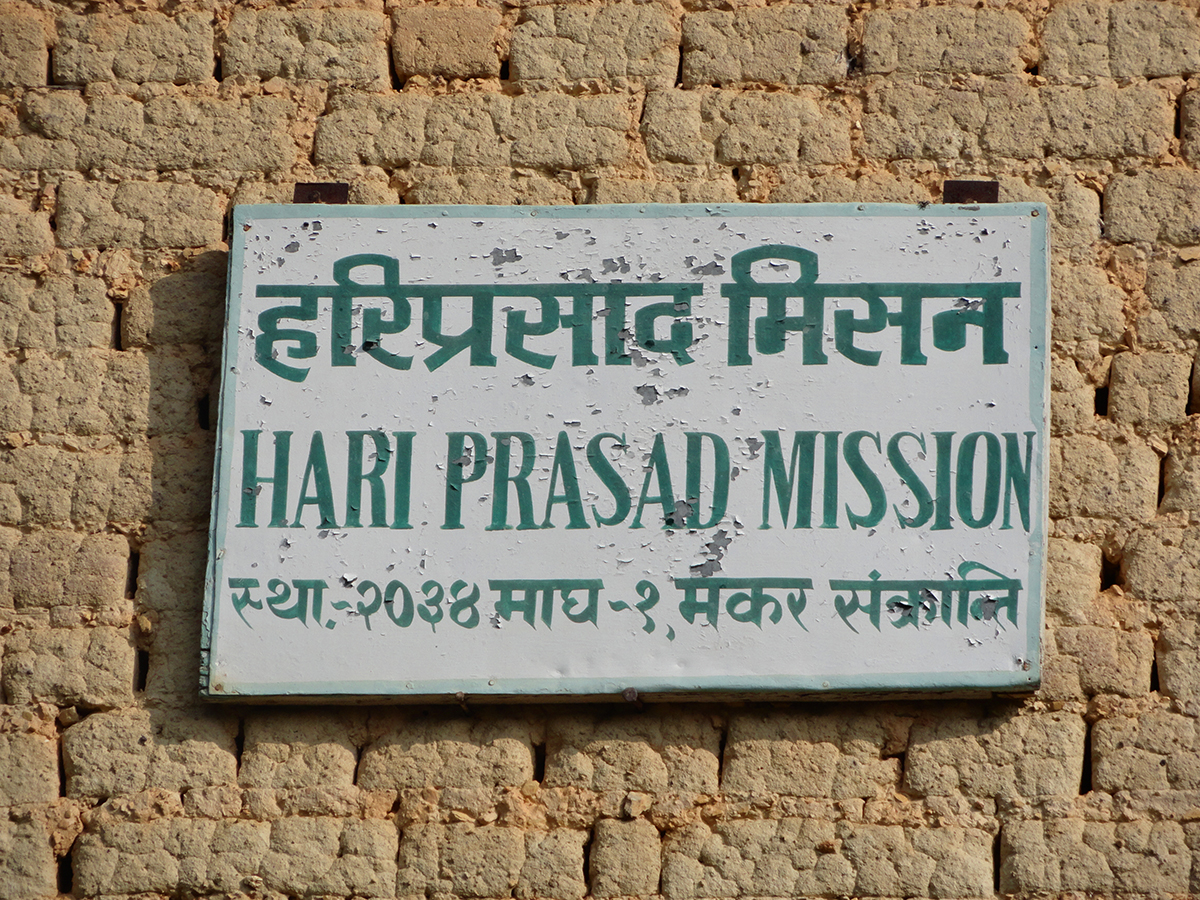 हरिप्रसाद मिसन
HARI PRASAD MISSION
स्था.:-२०३४ माघ -१, मकर संक्रान्ति